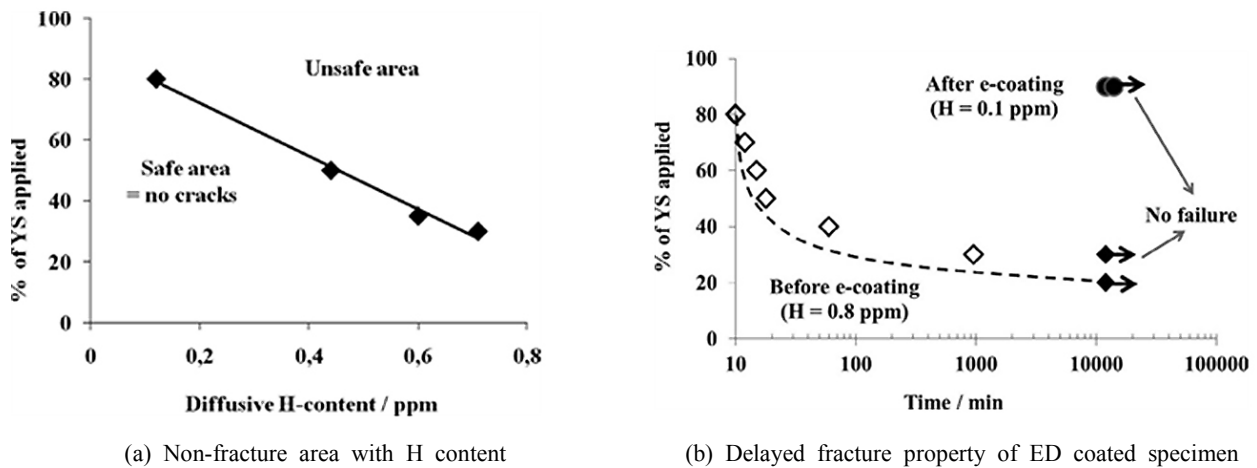 100
80
60
40
20
0
% of YS applied
Unsafe area
Safe area
= no cracks
0
0,2
0,4
0,6
0,8
Diffusive H-content / ppm
(a) Non-fracture area with H content
100
80
60
40
20
0
% of YS applied
After e-coating
(H = 0.1 ppm)
No failure
Before e-coating
(H = 0.8 ppm)
10
100
1000
10000
100000
Time / min
(b) Delayed fracture property of ED coated specimen